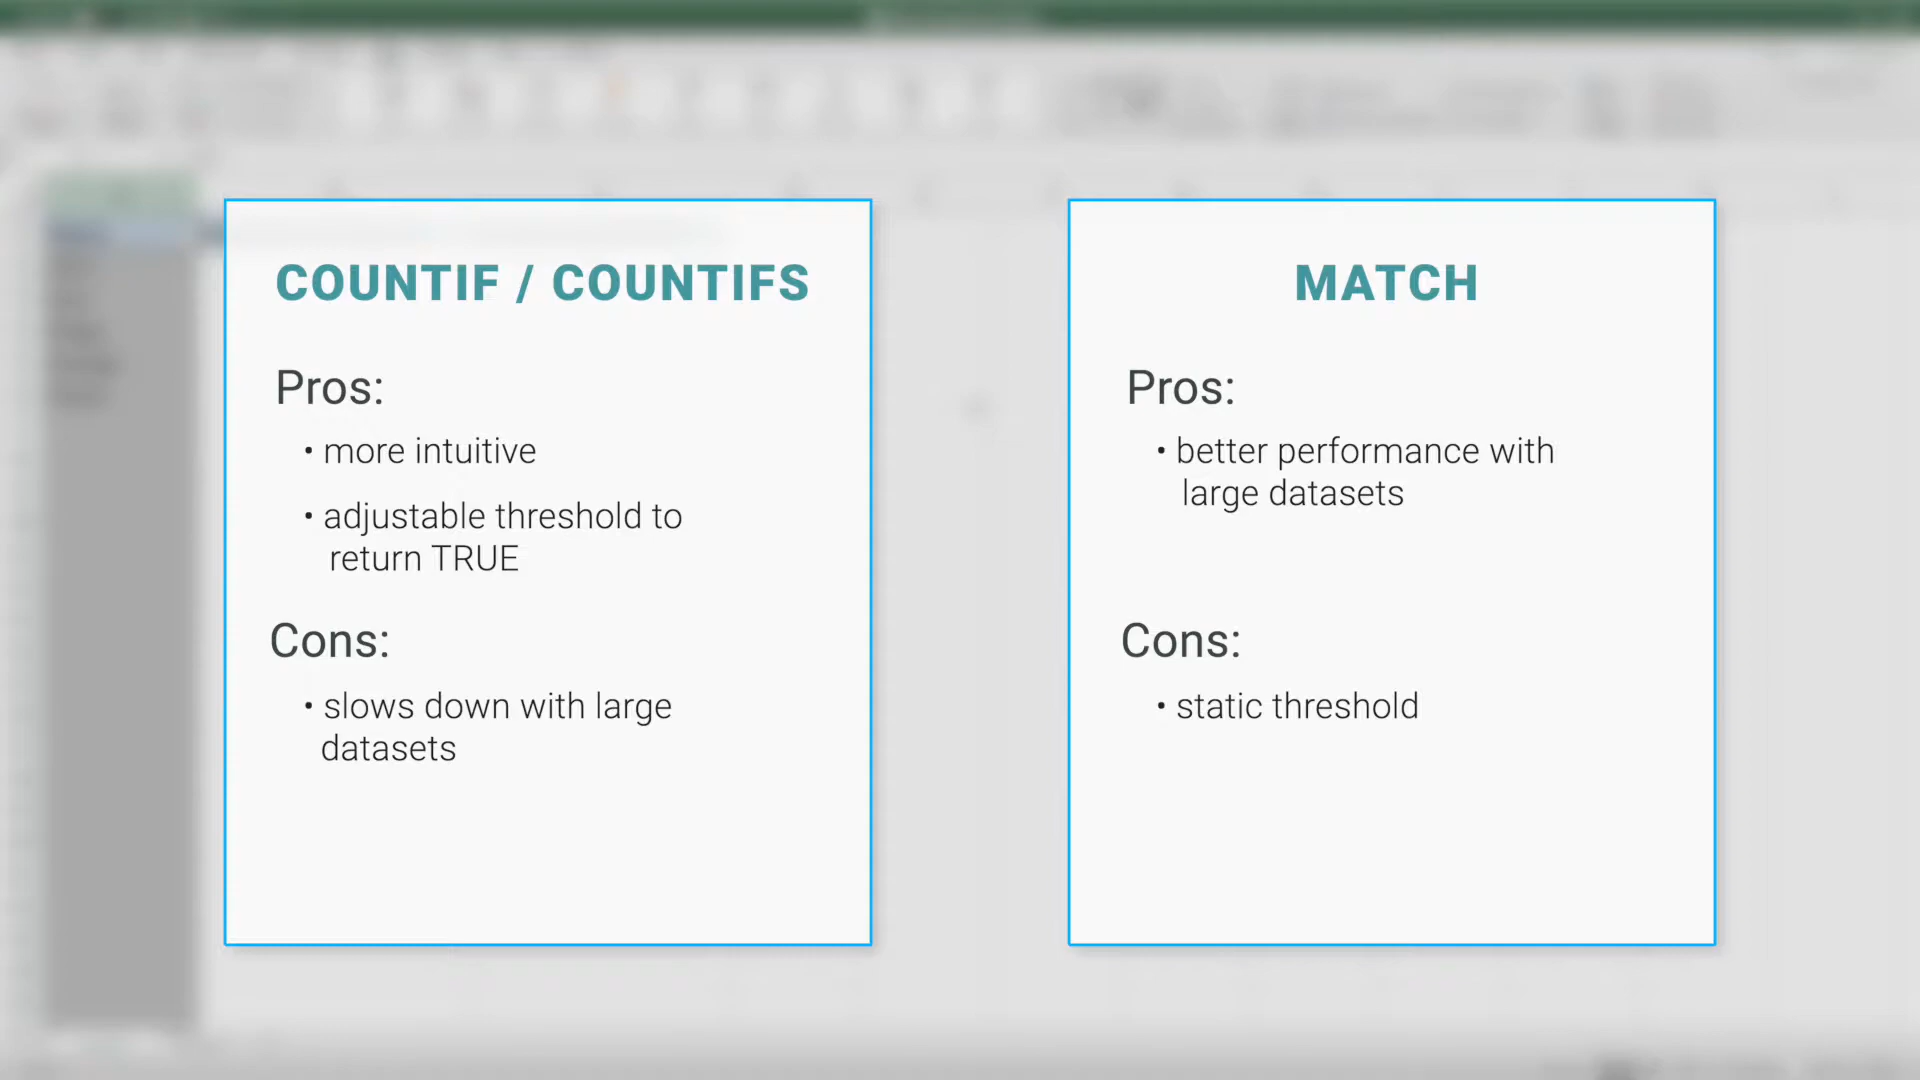 COUNTIF / COUNTIFS
Pros:
• more intuitive
• adjustable threshold to
return TRUE
Cons:
• slows down with large
datasets
MATCH
Pros:
• better performance with
large datasets
Cons:
• static threshold